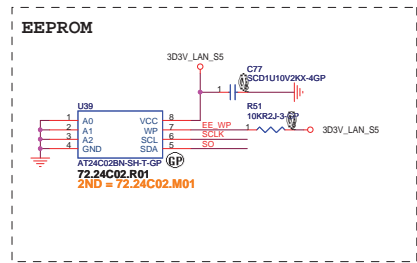 EEPROM
3D3V_LAN_S5
C77
SCD1U10V2KX-4GP
1
R51
10KR2J-3-GP
U39
1 A0 VCC 8
2 A1 WP 7 EE_WP 1 3D3V_LAN_S5
3 A2 SCL 6 SCLK
4 GND SDA 5 SO
AT24C02BN-SH-T-GP GP
72.24C02.R01
2ND = 72.24C02.M01